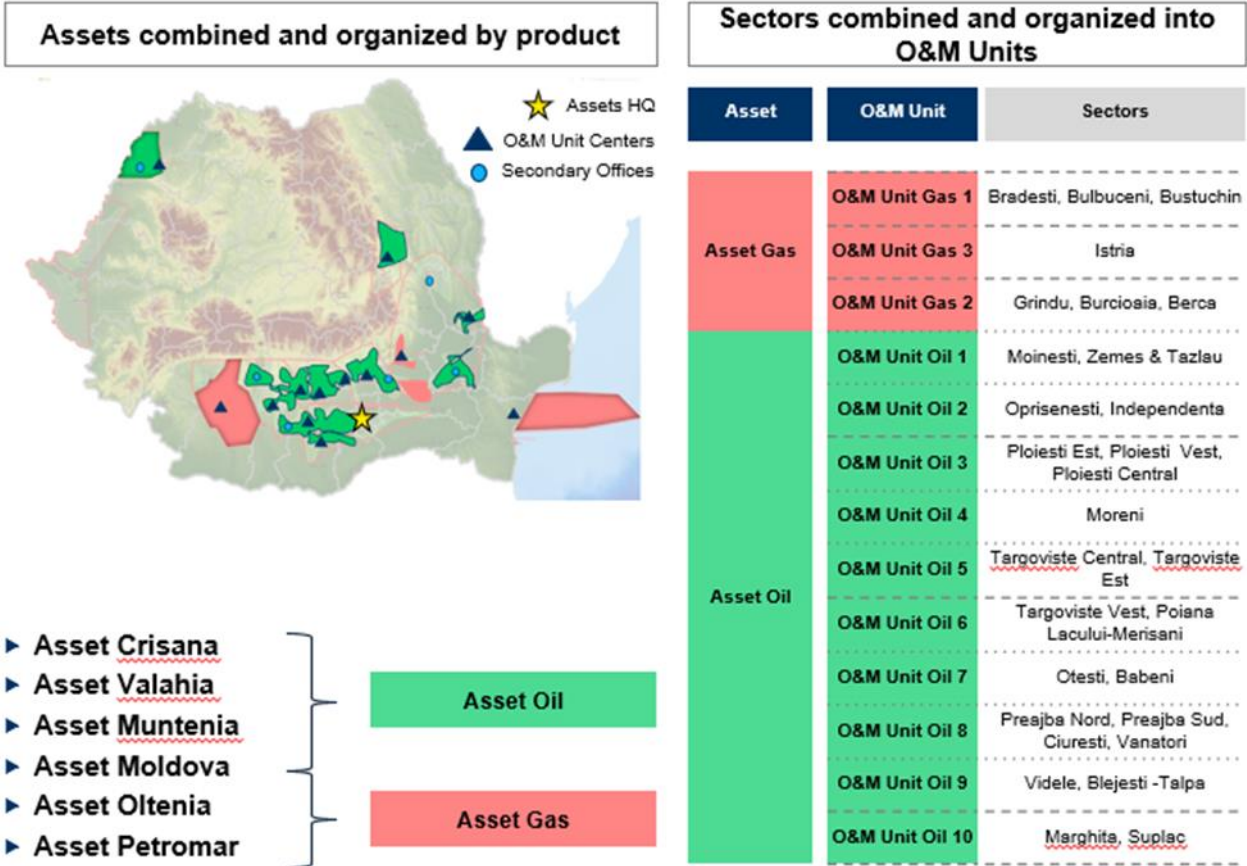 Assets combined and organized by product
Assets HQ
O&M Unit Centers
Secondary Offices
Asset Crisana
Asset Valahia
Asset Muntenia
Asset Moldova
Asset Oltenia
Asset Petromar
Asset Oil
Asset Gas
Sectors combined and organized into
O&M Units
Asset
O&M Unit
Sectors
Asset Gas
O&M Unit Gas 1
Bradesti, Bulbuceni, Bustuchin
O&M Unit Gas 3
Istria
O&M Unit Gas 2
Grindu, Burcioaia, Berca
Asset Oil
O&M Unit Oil 1
Moinesti, Zemes & Tazlau
O&M Unit Oil 2
Oprisenesti, Independenta
O&M Unit Oil 3
Ploiesti Est, Ploiesti Vest,
Ploiesti Central
O&M Unit Oil 4
Moreni
O&M Unit Oil 5
Targoviste Central, Targoviste
Est
O&M Unit Oil 6
Targoviste Vest, Poiana
Lacului-Merisani
O&M Unit Oil 7
Otesti, Babeni
O&M Unit Oil 8
Preajba Nord, Preajba Sud,
Ciuresti, Vanatori
O&M Unit Oil 9
Videle, Blejesti -Talpa
O&M Unit Oil 10
Marghita, Suplac